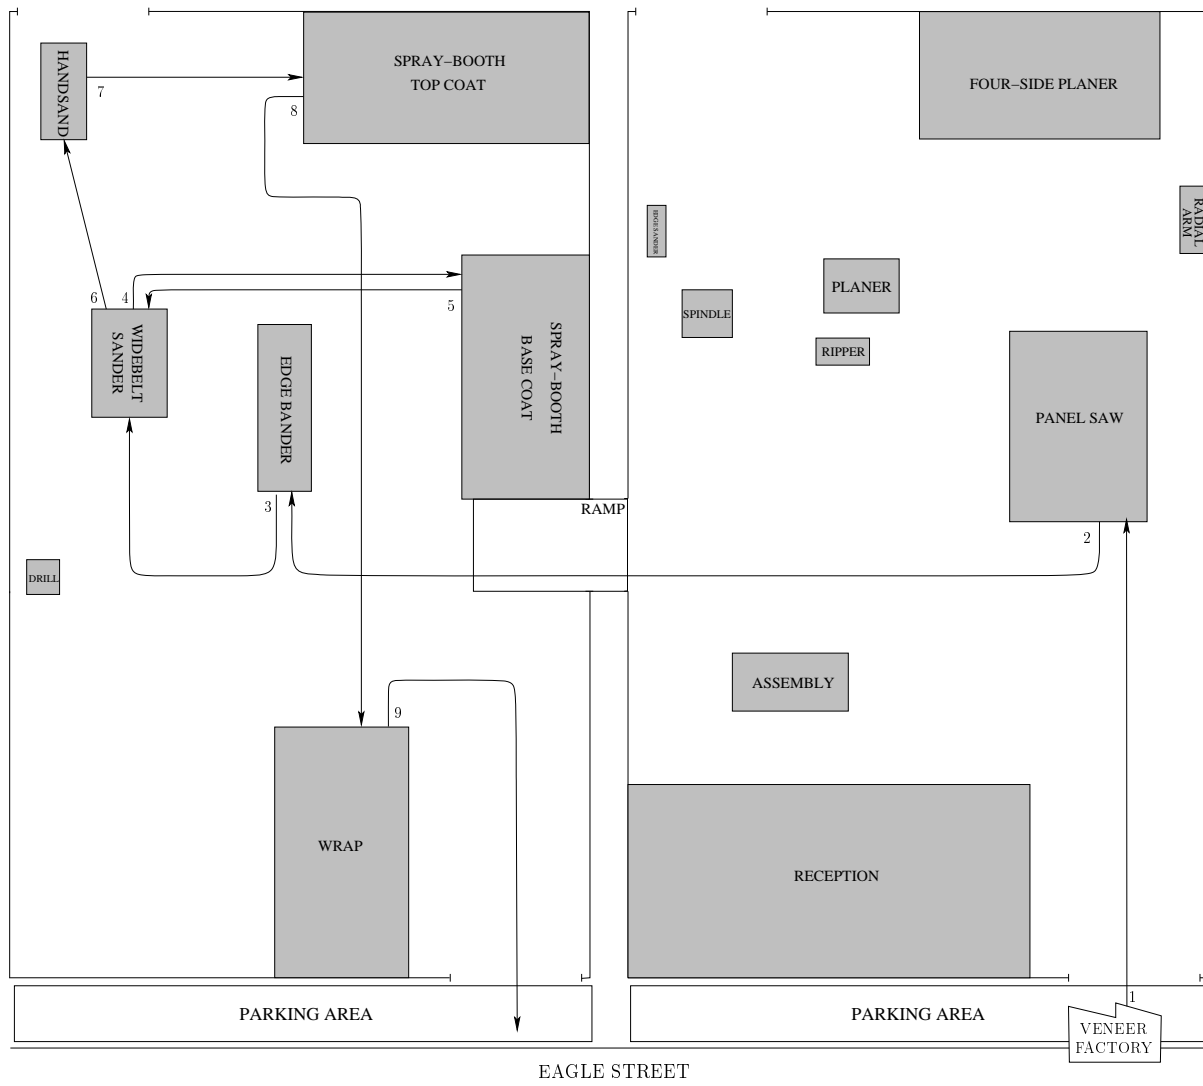 HANDSAND
7
SPRAY–BOOTH
TOP COAT
8
FOUR–SIDE PLANER
EDGE SANDER
RADIAL
ARM
SPINDLE
PLANER
RIPPER
6
4
5
WIDEBELT
SANDER
EDGE BANDER
SPRAY–BOOTH
BASE COAT
PANEL SAW
3
RAMP
2
DRILL
ASSEMBLY
9
WRAP
RECEPTION
PARKING AREA
PARKING AREA
1
VENEER
FACTORY
EAGLE STREET